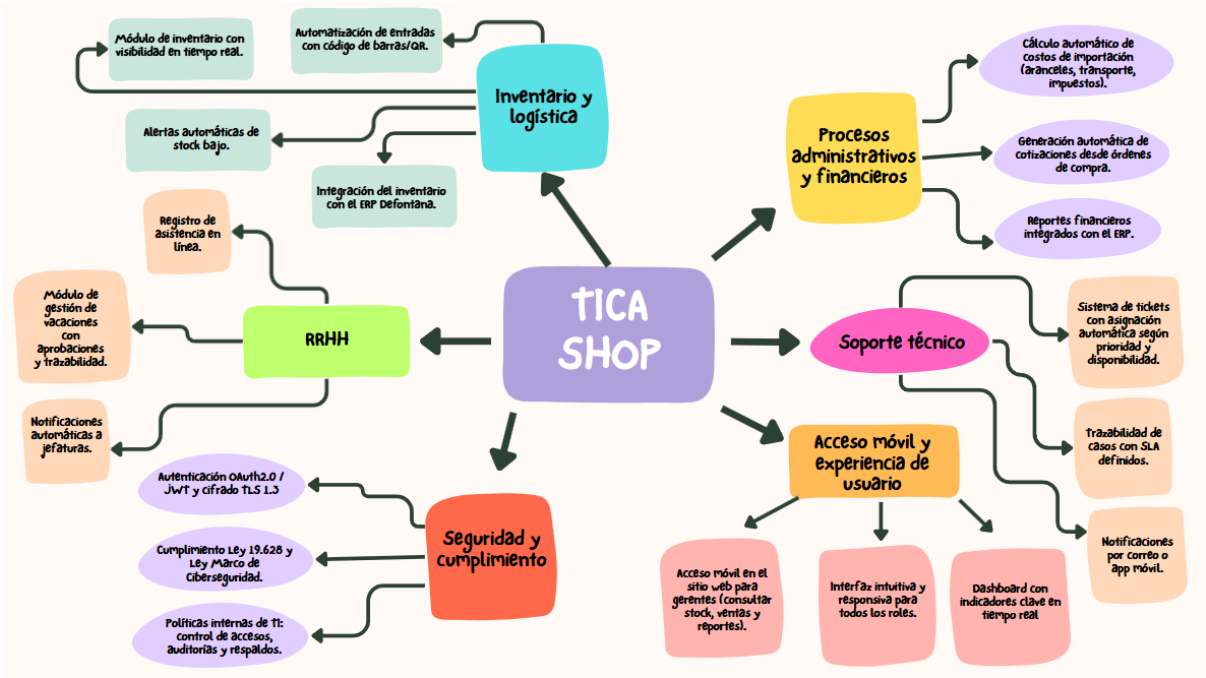 TICA
SHOP
Inventario y
logística
Módulo de inventario con
visibilidad en tiempo real.
Automatización de entradas
con código de barras/QR.
Alertas automáticas de
stock bajo.
Integración del inventario
con el ERP Defontana.
Procesos
administrativos
y financieros
Cálculo automático de
costos de importación
(aranceles, transporte,
impuestos).
Generación automática de
cotizaciones desde órdenes
de compra.
Reportes financieros
integrados con el ERP.
RRHH
Registro de
asistencia en
línea.
Módulo de
gestión de
vacaciones
con
aprobaciones
y trazabilidad.
Notificaciones
automáticas a
jefaturas.
Soporte técnico
Sistema de tickets
con asignación
automática según
prioridad y
disponibilidad.
Trazabilidad de
casos con SLA
definidos.
Notificaciones
por correo o
app móvil.
Seguridad y
cumplimiento
Autenticación OAuth2.0 /
JWT y cifrado TLS 1.3
Cumplimiento Ley 19.628 y
Ley Marco de
Ciberseguridad.
Políticas internas de TI:
control de accesos,
auditorías y respaldos.
Acceso móvil y
experiencia de
usuario
Acceso móvil en el
sitio web para
gerentes (consultar
stock, ventas y
reportes).
Interfaz intuitiva y
responsiva para
todos los roles.
Dashboard con
indicadores clave en
tiempo real